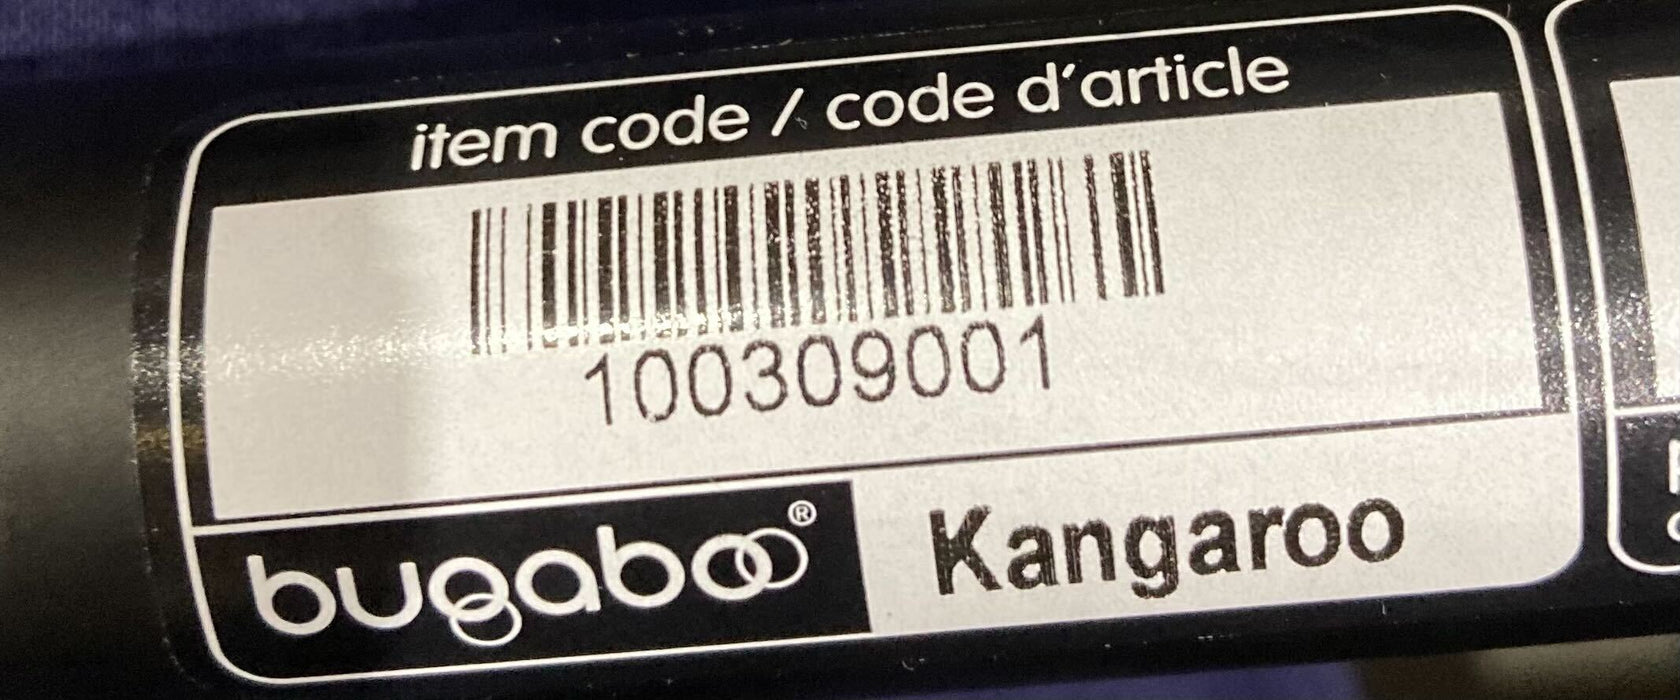 item code / code d'article
100309001
bugaboo® Kangaroo